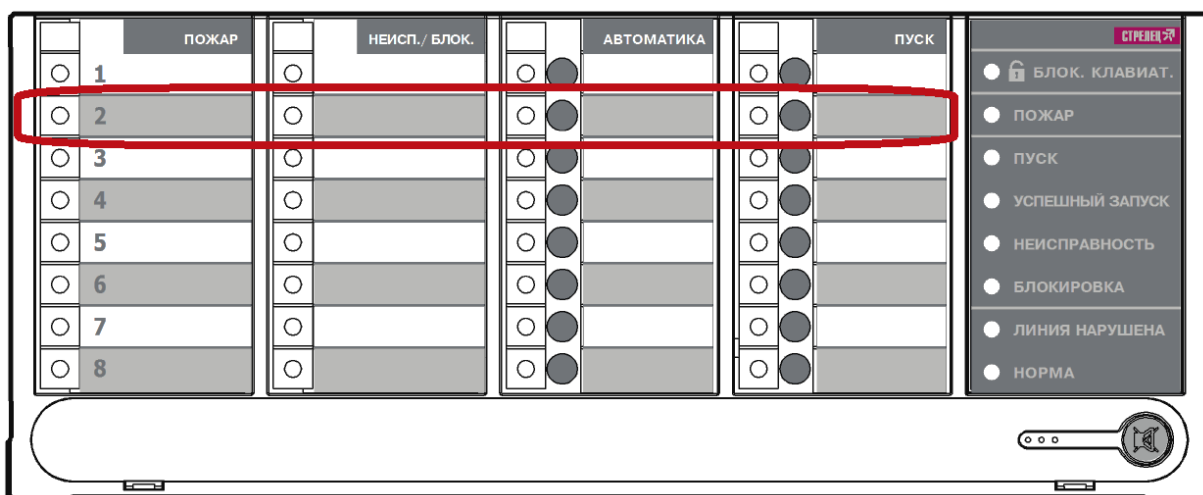 ПОЖАР НЕИСП./ БЛОК. АВТОМАТИКА ПУСК СТРЕЛЕЦ
1
2
3
4
5
6
7
8
БЛОК. КЛАВИАТ.
ПОЖАР
ПУСК
УСПЕШНЫЙ ЗАПУСК
НЕИСПРАВНОСТЬ
БЛОКИРОВКА
ЛИНИЯ НАРУШЕНА
НОРМА